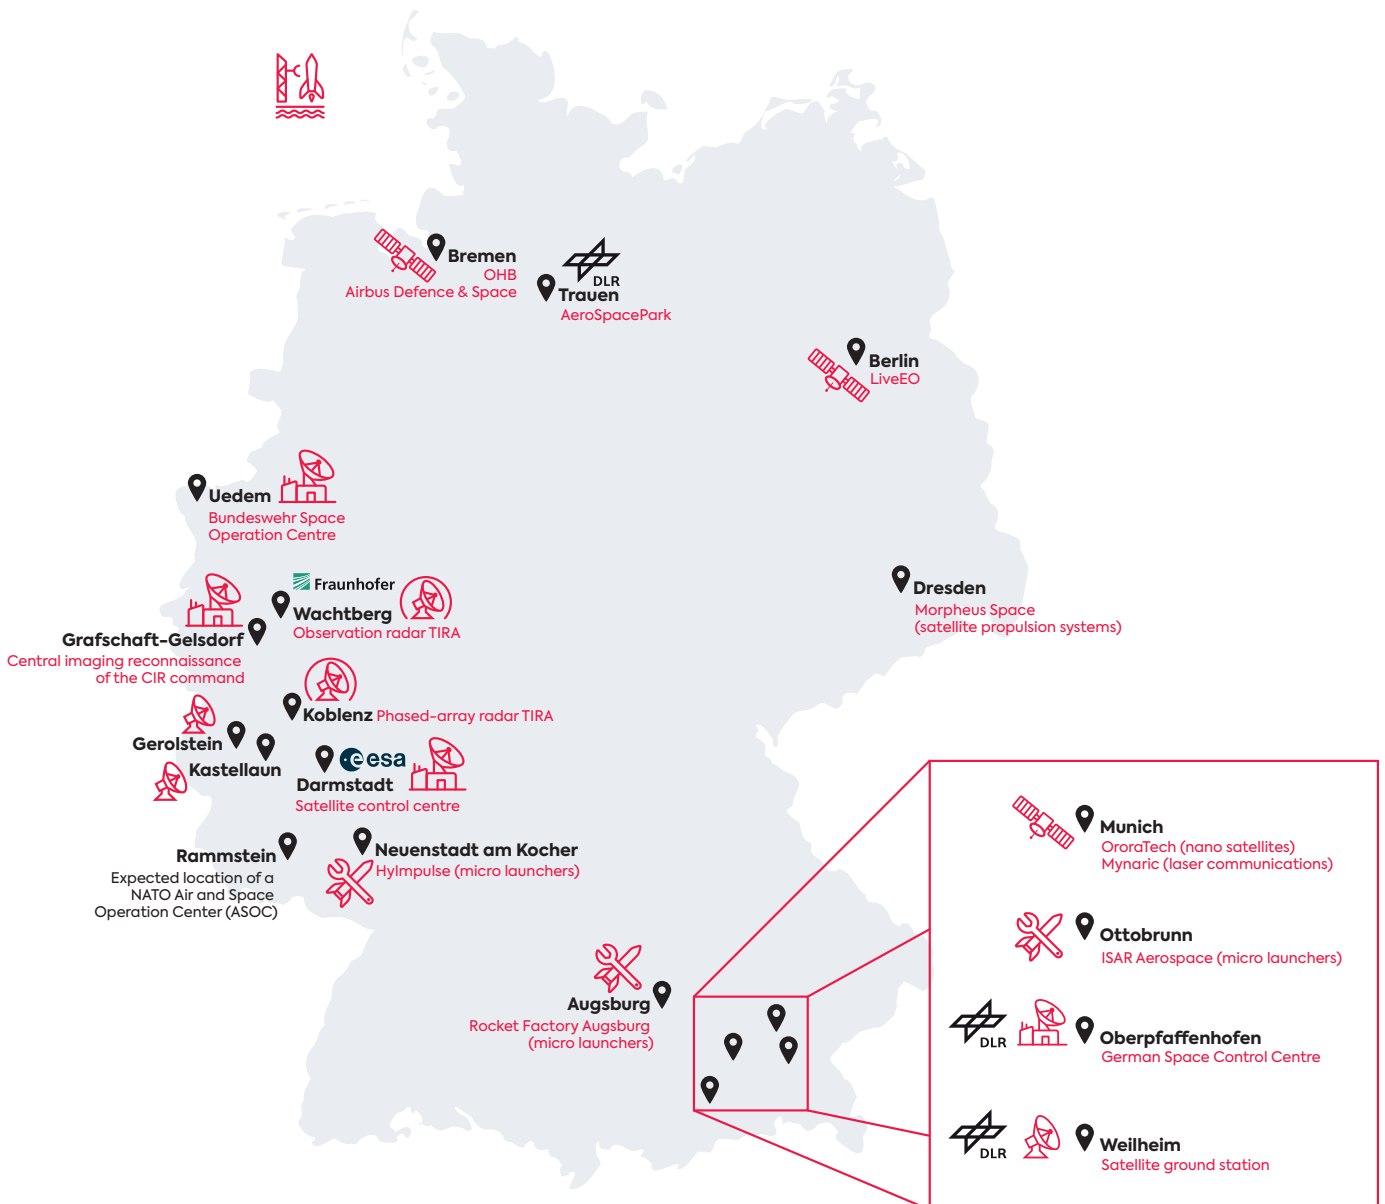 Bremen
OHB
Airbus Defence & Space
DLR
Trauen
AeroSpacePark
Berlin
LiveEO
Uedem
Bundeswehr Space
Operation Centre
Fraunhofer
Wachtberg
Observation radar TIRA
Grafschaft-Gelsdorf
Central imaging reconnaissance
of the CIR command
Dresden
Morpheus Space
(satellite propulsion systems)
Koblenz Phased-array radar TIRA
Gerolstein
Kastellaun
esa
Darmstadt
Satellite control centre
Rammstein
Expected location of a
NATO Air and Space
Operation Center (ASOC)
Neuenstadt am Kocher
HyImpulse (micro launchers)
Augsburg
Rocket Factory Augsburg
(micro launchers)
Munich
OroraTech (nano satellites)
Mynaric (laser communications)
Ottobrunn
ISAR Aerospace (micro launchers)
DLR
Oberpfaffenhofen
German Space Control Centre
DLR
Weilheim
Satellite ground station